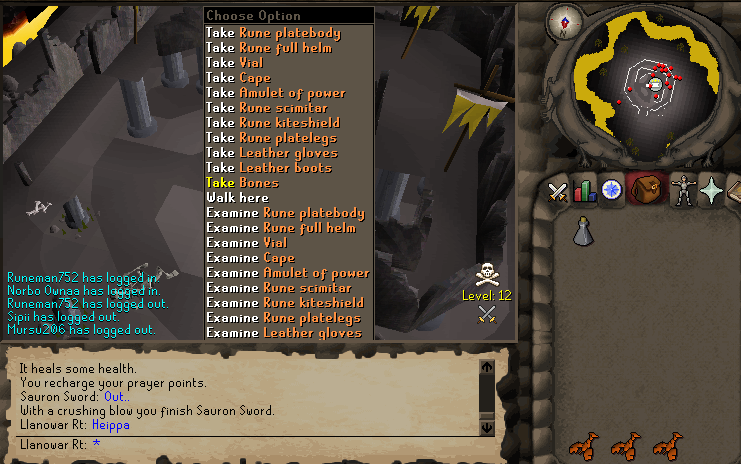 Choose Option
Take Rune platebody
Take Rune full helm
Take Vial
Take Cape
Take Amulet of power
Take Rune scimitar
Take Rune kiteshield
Take Rune platelegs
Take Leather gloves
Take Leather boots
Take Bones
Walk here
Examine Rune platebody
Examine Rune full helm
Examine Vial
Examine Cape
Examine Amulet of power
Examine Rune scimitar
Examine Rune kiteshield
Examine Rune platelegs
Examine Leather gloves
N
Runeman752 has logged in.
Norbo Ownaa has logged in.
Runeman752 has logged out.
Sipii has logged out.
Mursu206 has logged out.
Level: 12
It heals some health.
You recharge your prayer points.
Sauron Sword: Out..
With a crushing blow you finish Sauron Sword.
Llanowar Rt: Heippa
Llanowar Rt: *